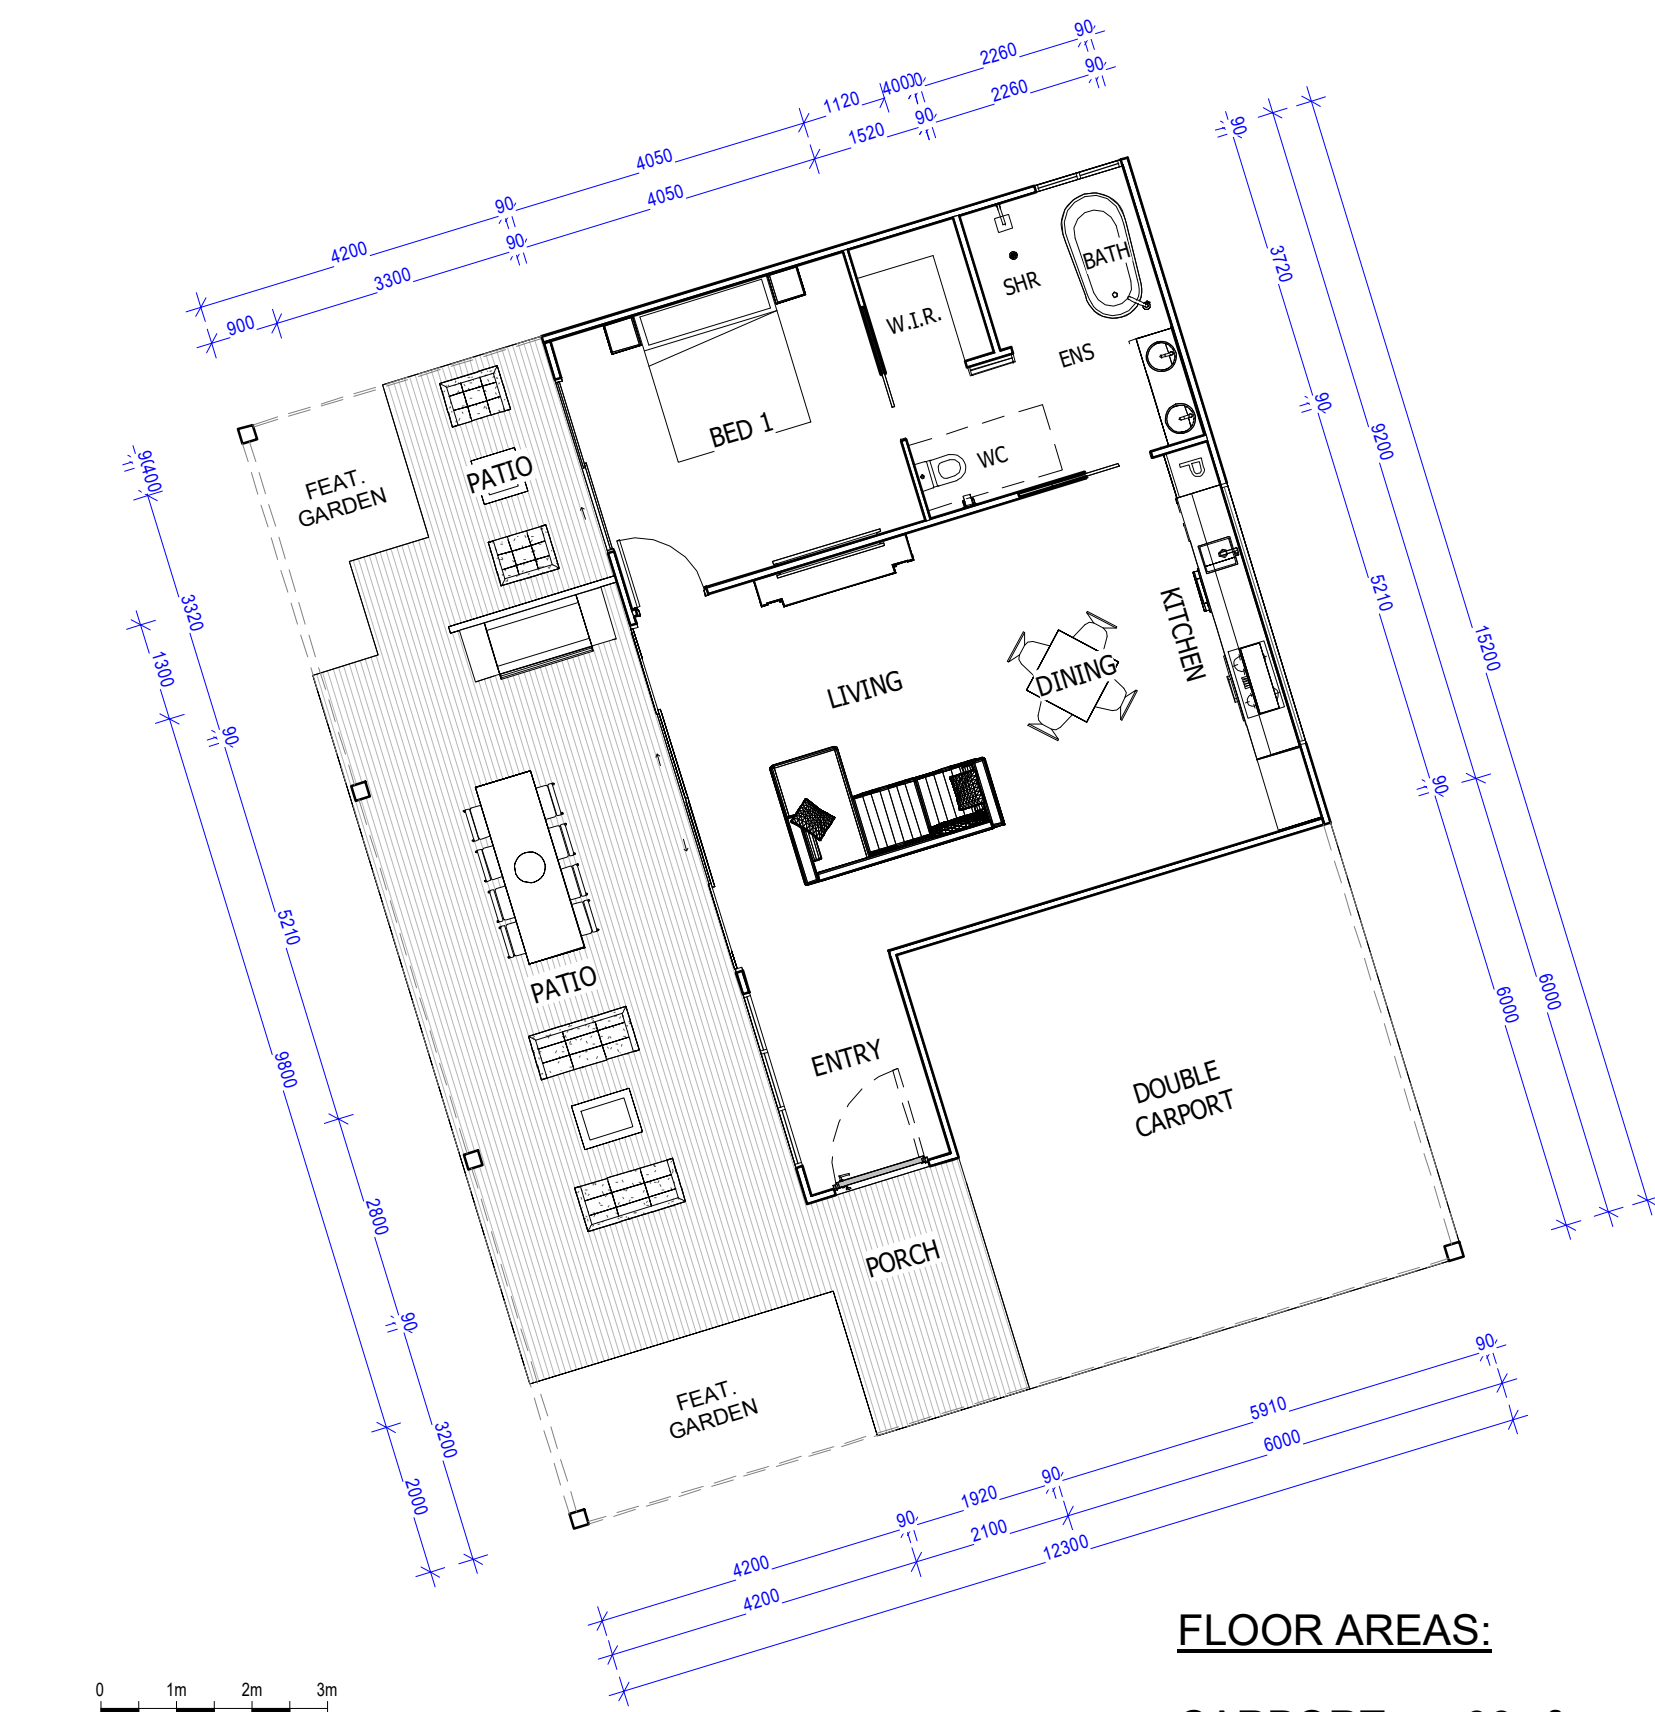 90
2260
4000
1120
4050
90
4200
90
2260
90
1520
4050
90
3300
900
90
3720
90
5210
90
6000
9200
6000
15200
90
400
3320
90
5210
2800
90
3200
1300
9800
2000
BATH
SHR
W.I.R.
ENS
BED 1
WC
P
PATIO
FEAT.
GARDEN
KITCHEN
LIVING
DINING
PATIO
ENTRY
DOUBLE
CARPORT
PORCH
FEAT.
GARDEN
90
5910
90
1920
90
4200
6000
2100
4200
12300
FLOOR AREAS:
0 1m 2m 3m